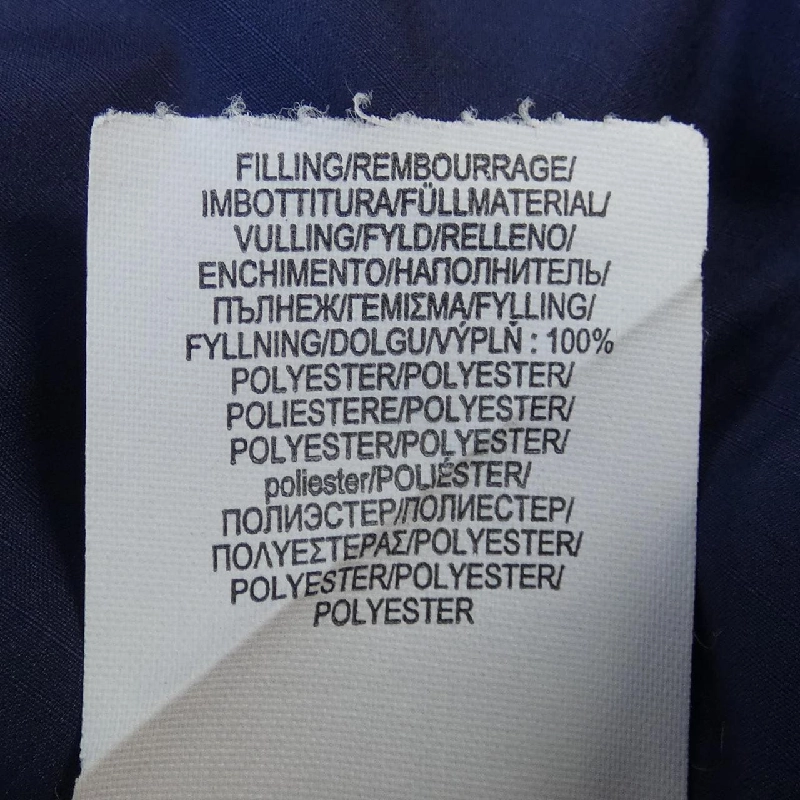 FILLING/REMBOURRAGE/
IMBOTTITURA/FÜLLMATERIAL/
VULLING/FYLD/RELLENO/
ENCHIMENTO/НАПОЛНИТЕЛЬ/
ПЪЛНЕЖ/ΓΕΜΙΣΜΑ/FYLLING/
FYLLNING/DOLGU/VÝPLŇ : 100%
POLYESTER/POLYESTER/
POLIESTERE/POLYESTER/
POLYESTER/POLYESTER/
poliester/POLIÉSTER/
ПОЛИЭСТЕР/ПОЛИЕСТЕР/
ΠΟΛΥΕΣΤΕΡΑΣ/POLYESTER/
POLYESTER/POLYESTER/
POLYESTER